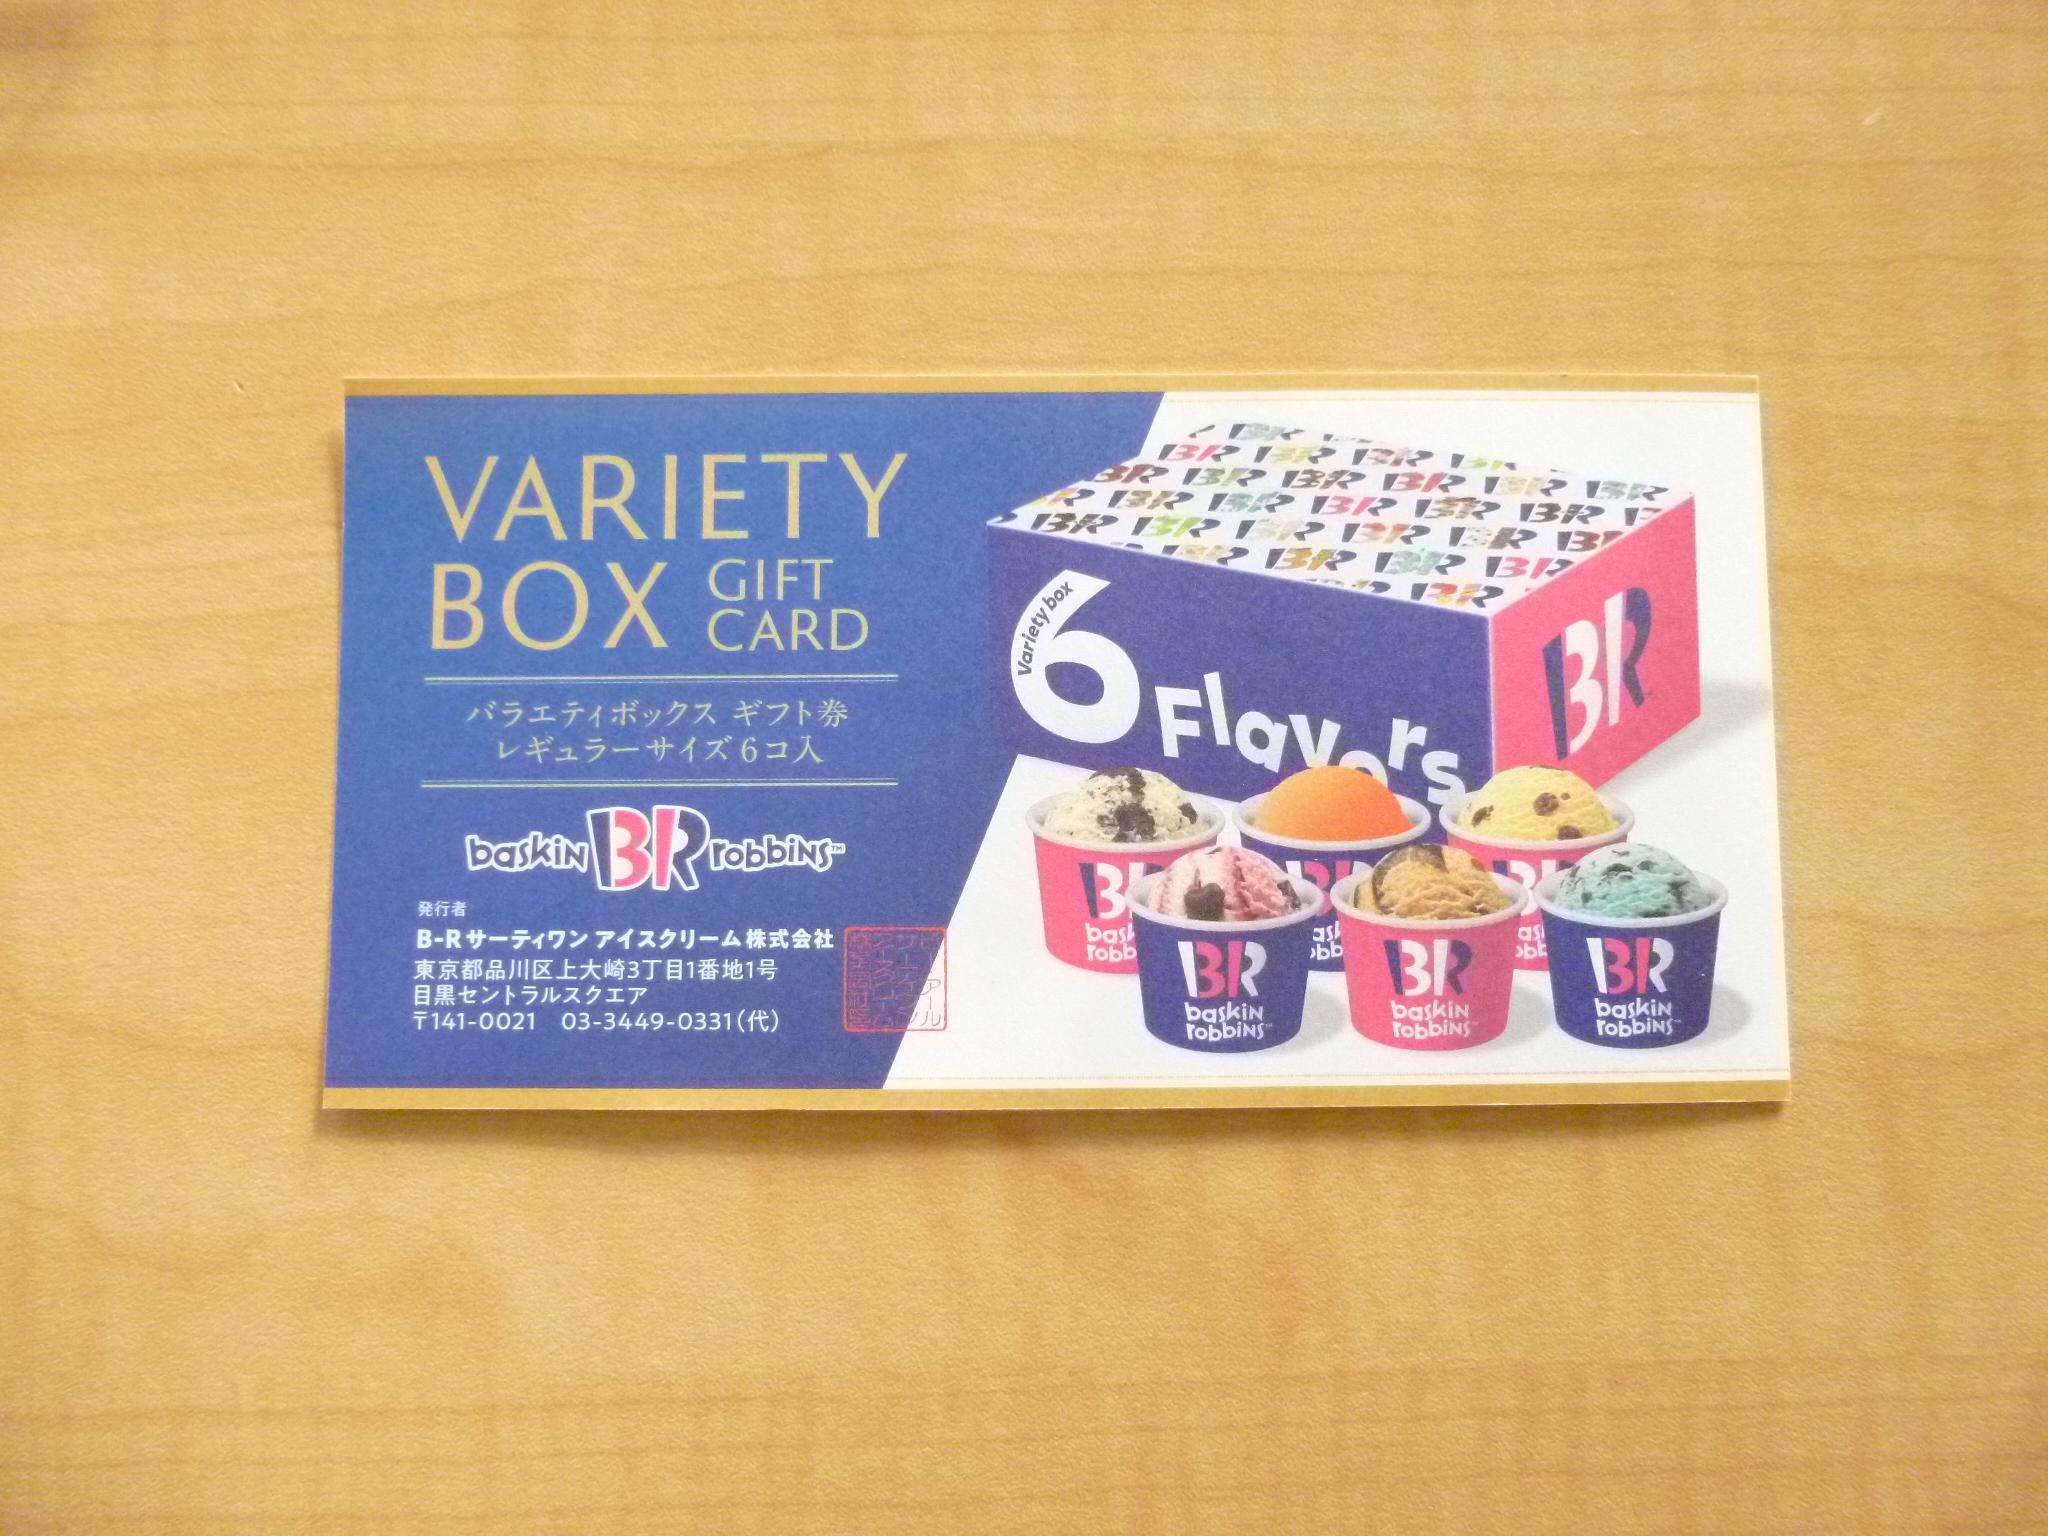 VARIETY
BOX GIFT CARD
バラエティボックス ギフト券
レギュラーサイズ6コ入
baskin BR robbins™
発行者
B-Rサーティワン アイスクリーム株式会社
東京都品川区上大崎3丁目1番地1号
目黒セントラルスクエア
〒141-0021 03-3449-0331(代)
Variety box
6 Flavors
BR
BR
baskin
robbins
BR
baskin
robbins
BR
baskin
robbins